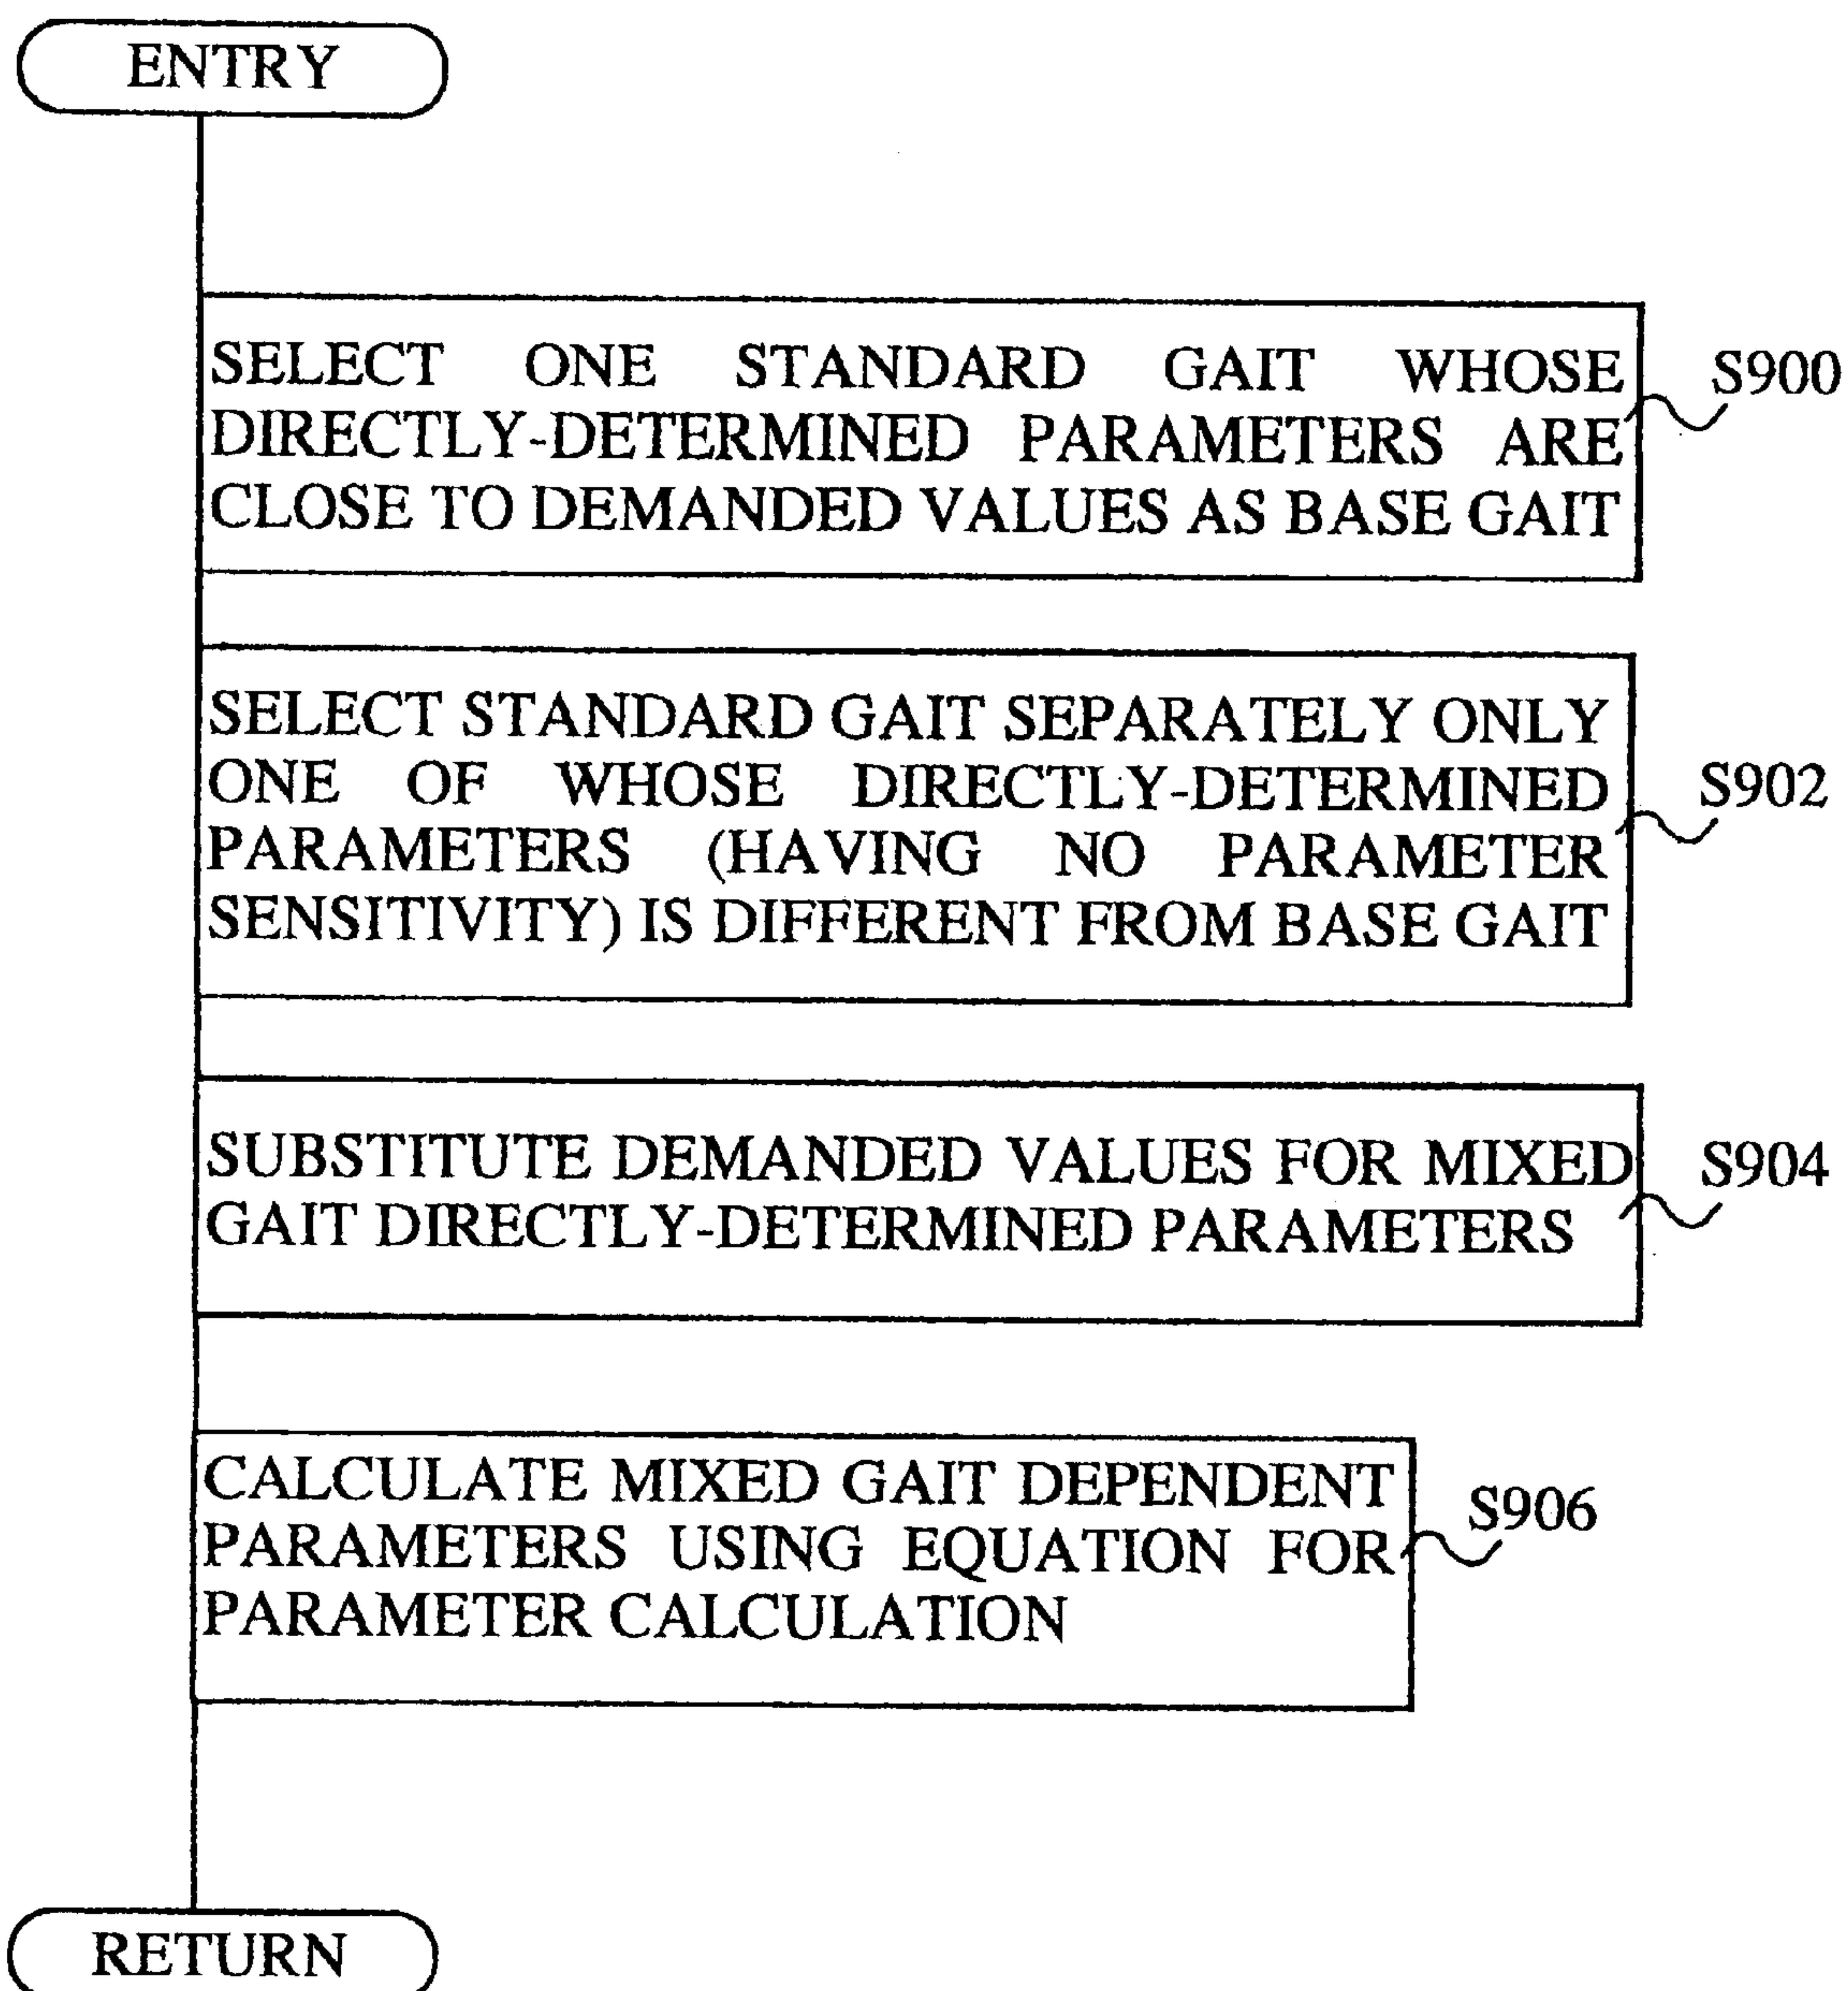 ENTRY
SELECT ONE STANDARD GAIT WHOSE
DIRECTLY-DETERMINED PARAMETERS ARE
CLOSE TO DEMANDED VALUES AS BASE GAIT
S900
SELECT STANDARD GAIT SEPARATELY ONLY
ONE OF WHOSE DIRECTLY-DETERMINED
PARAMETERS (HAVING NO PARAMETER
SENSITIVITY) IS DIFFERENT FROM BASE GAIT
S902
SUBSTITUTE DEMANDED VALUES FOR MIXED
GAIT DIRECTLY-DETERMINED PARAMETERS
S904
CALCULATE MIXED GAIT DEPENDENT
PARAMETERS USING EQUATION FOR
PARAMETER CALCULATION
S906
RETURN